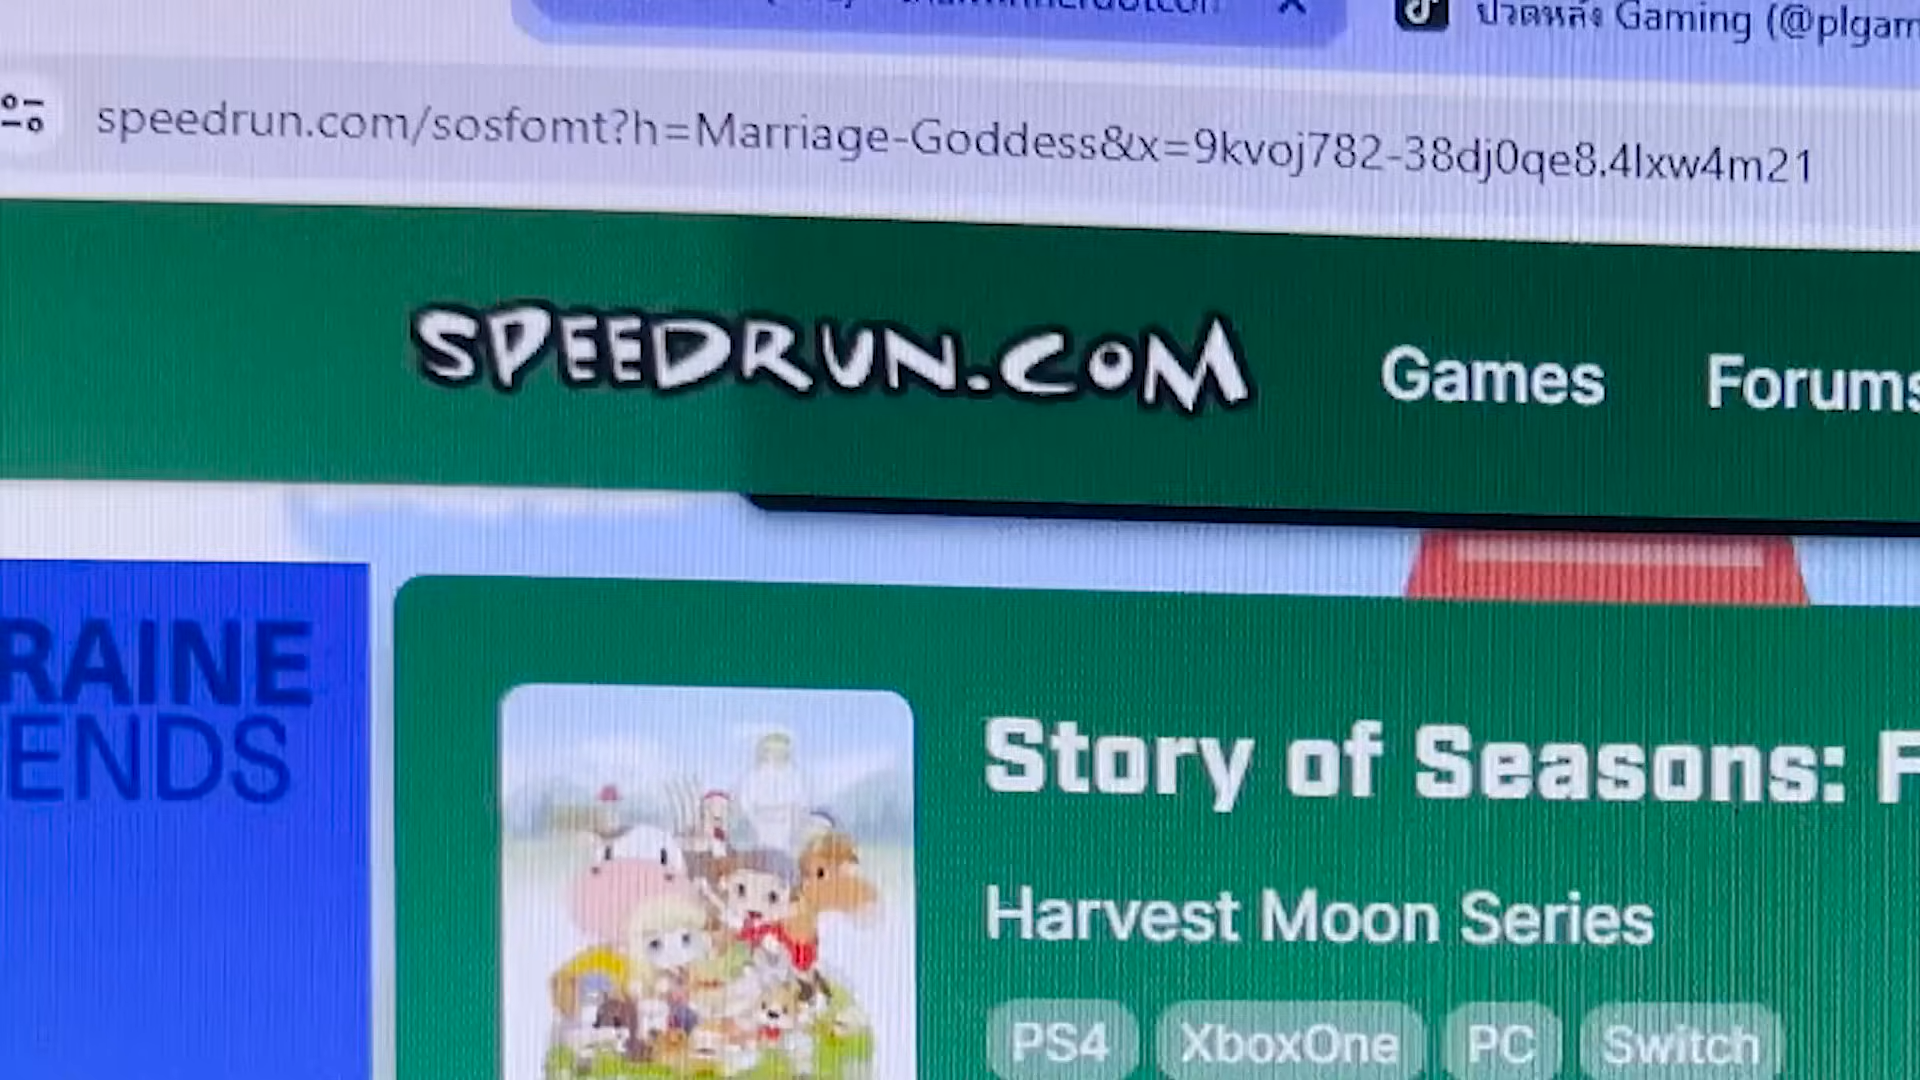 ปวดหลัง Gaming (@plgam
speedrun.com/sosfomt?h=Marriage-Goddess&x=9kvoj782-38dj0qe8.4lxw4m21
SPEEDRUN.COM Games Forums
RAINE
ENDS
Story of Seasons: F
Harvest Moon Series
PS4 XboxOne PC Switch